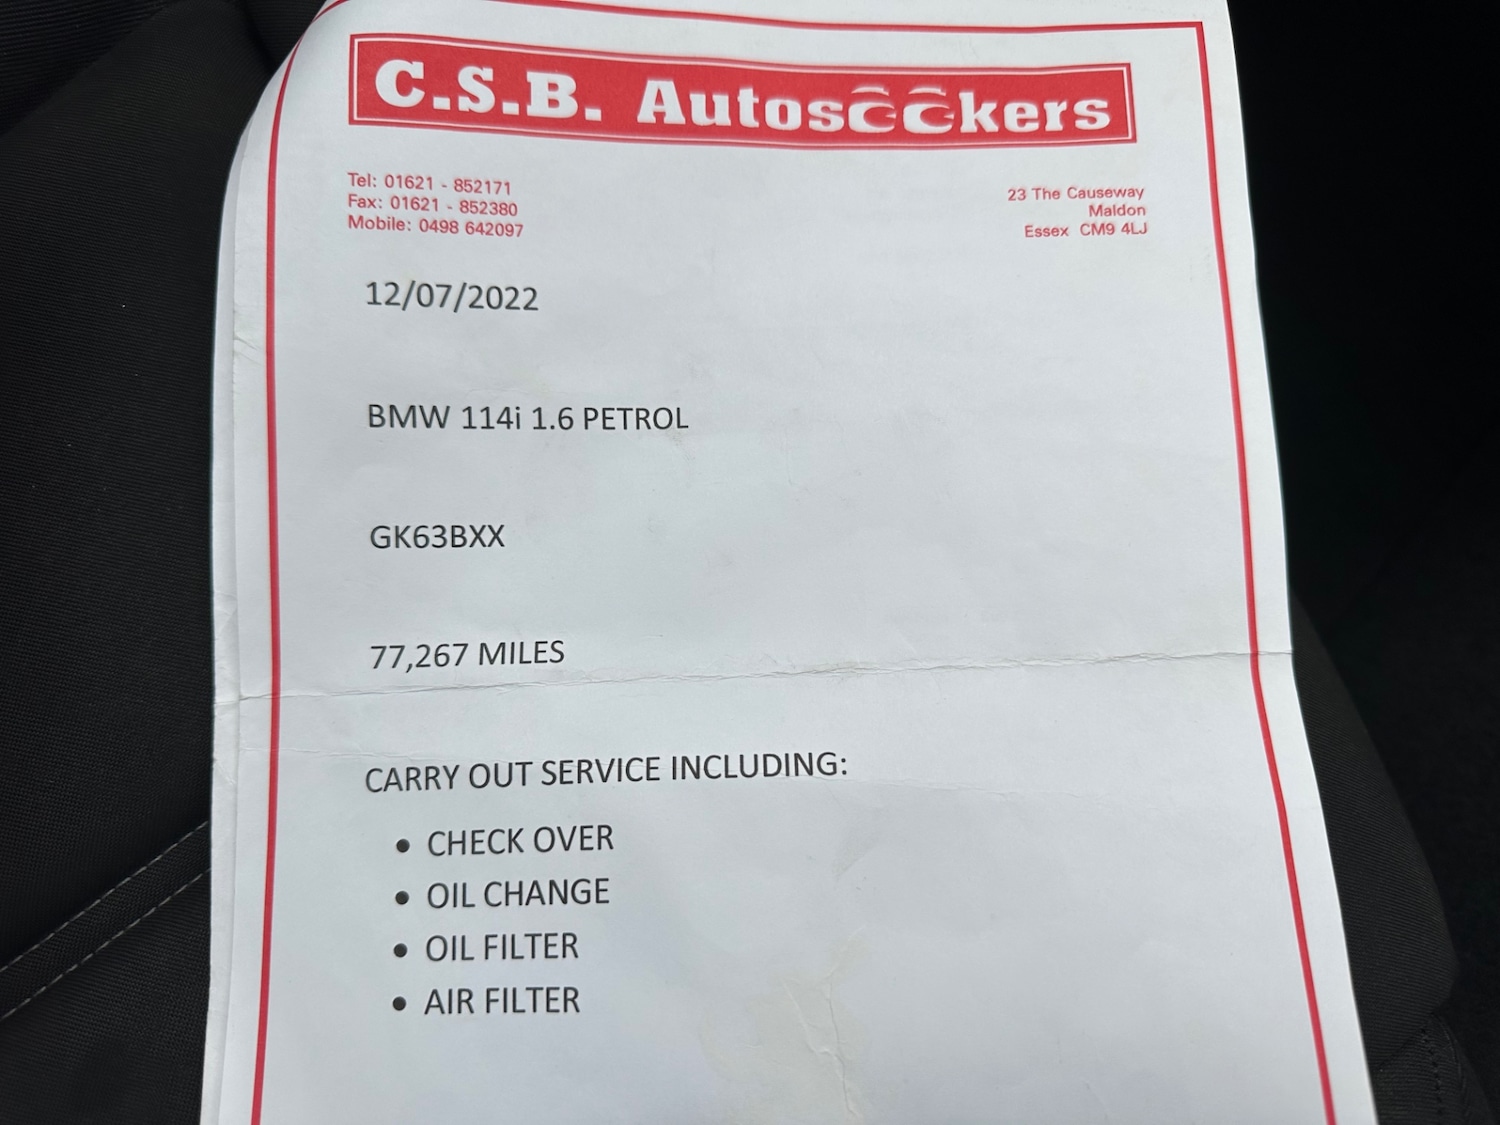 C.S.B. Autoseekers
Tel: 01621 - 852171
Fax: 01621 - 852380
Mobile: 0498 642097
23 The Causeway
Maldon
Essex CM9 4LJ
12/07/2022
BMW 114i 1.6 PETROL
GK63BXX
77,267 MILES
CARRY OUT SERVICE INCLUDING:
• CHECK OVER
• OIL CHANGE
• OIL FILTER
• AIR FILTER